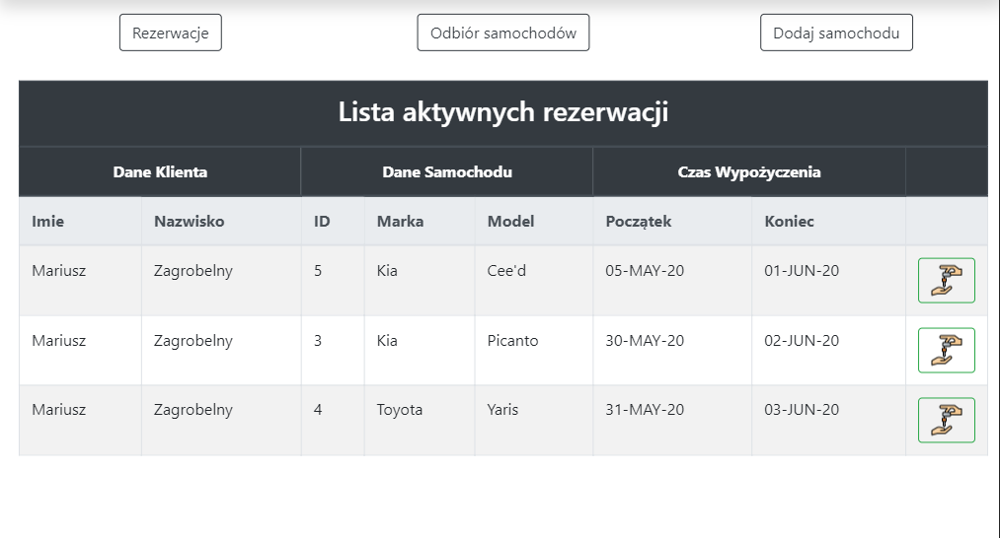 Rezerwacje Odbiór samochodów Dodaj samochodu
Lista aktywnych rezerwacji
Dane Klienta Dane Samochodu Czas Wypożyczenia
Imie Nazwisko ID Marka Model Początek Koniec
Mariusz Zagrobelny 5 Kia Cee'd 05-MAY-20 01-JUN-20
Mariusz Zagrobelny 3 Kia Picanto 30-MAY-20 02-JUN-20
Mariusz Zagrobelny 4 Toyota Yaris 31-MAY-20 03-JUN-20